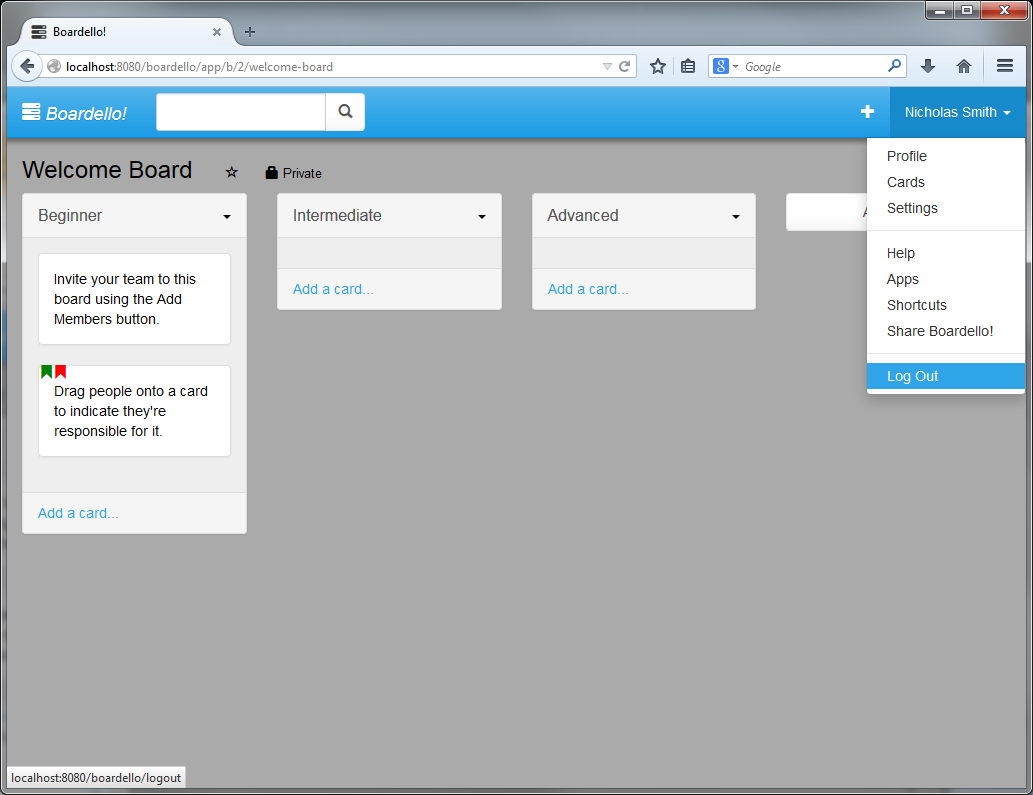 Boardello!
localhost:8080/boardello/app/b/2/welcome-board
Google
Boardello!
Nicholas Smith
Welcome Board
Private
Beginner
Invite your team to this
board using the Add
Members button.
Drag people onto a card
to indicate they're
responsible for it.
Add a card...
Intermediate
Add a card...
Advanced
Add a card...
Profile
Cards
Settings
Help
Apps
Shortcuts
Share Boardello!
Log Out
localhost:8080/boardello/logout